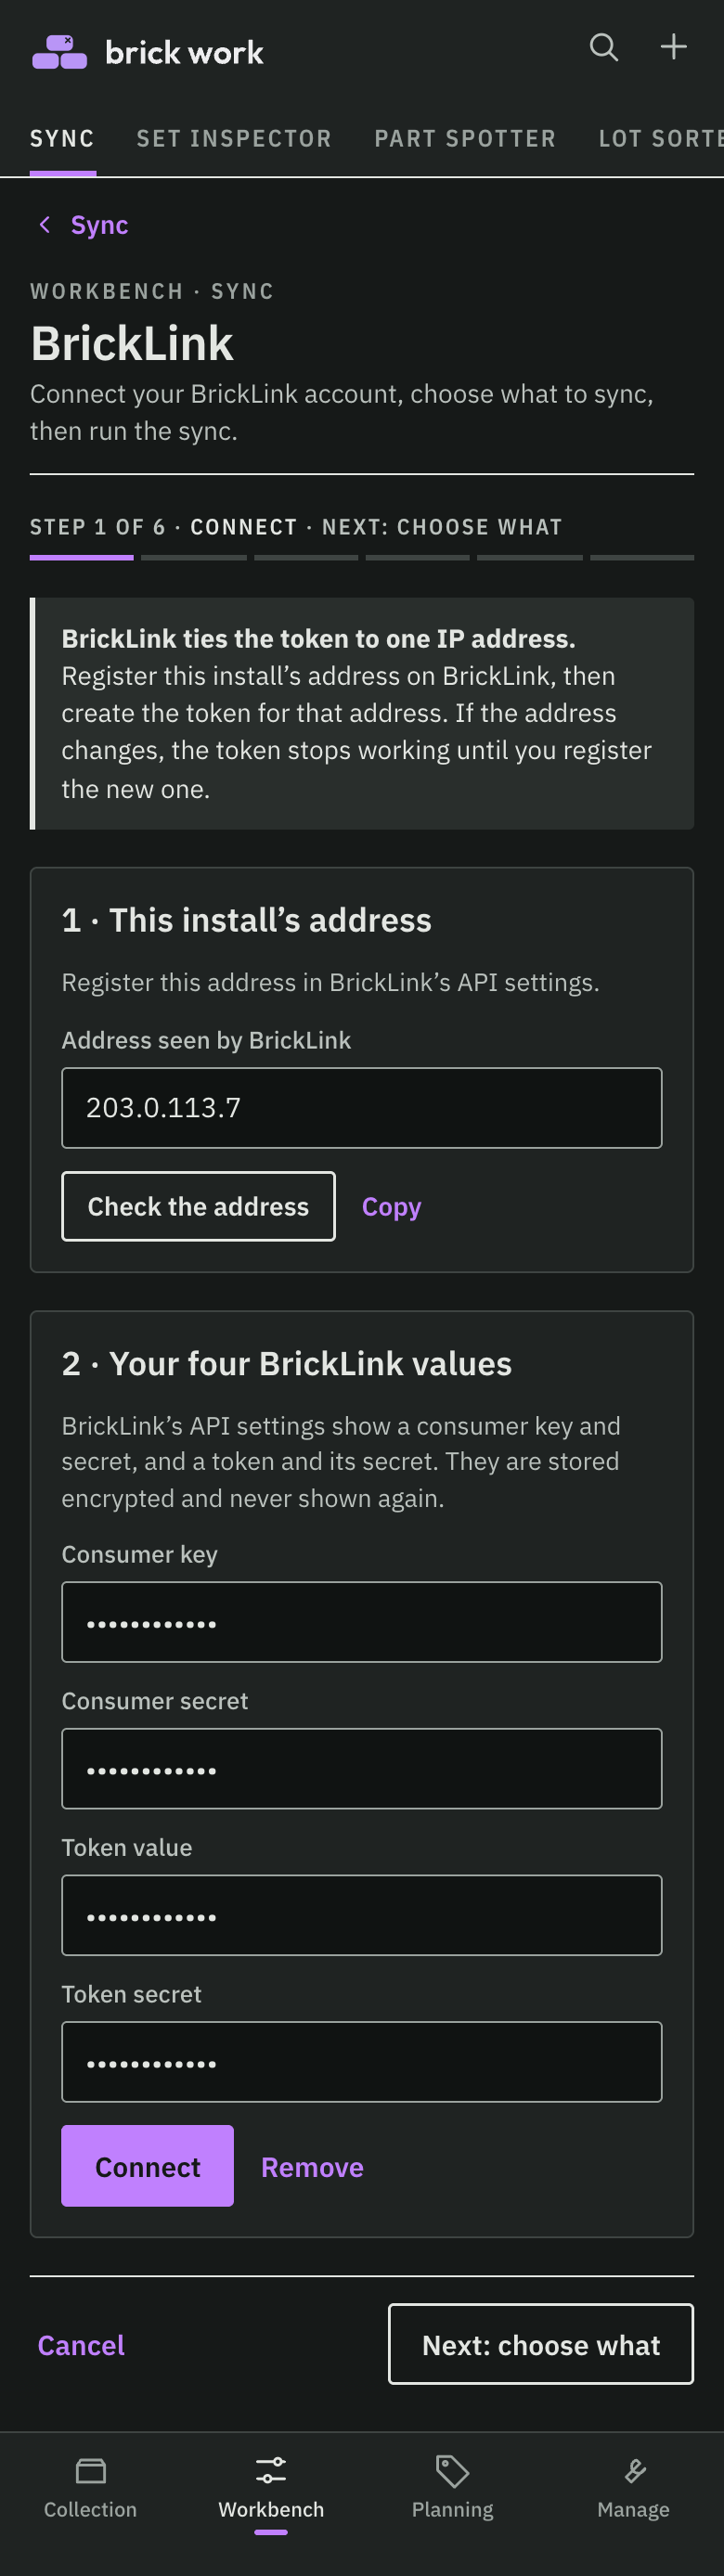 brick work
SYNC
SET INSPECTOR
PART SPOTTER
LOT SORTE
Sync
WORKBENCH · SYNC
BrickLink
Connect your BrickLink account, choose what to sync,
then run the sync.
STEP 1 OF 6 · CONNECT · NEXT: CHOOSE WHAT
BrickLink ties the token to one IP address.
Register this install’s address on BrickLink, then
create the token for that address. If the address
changes, the token stops working until you register
the new one.
1 · This install’s address
Register this address in BrickLink’s API settings.
Address seen by BrickLink
203.0.113.7
Check the address
Copy
2 · Your four BrickLink values
BrickLink’s API settings show a consumer key and
secret, and a token and its secret. They are stored
encrypted and never shown again.
Consumer key
••••••••••••
Consumer secret
••••••••••••
Token value
••••••••••••
Token secret
••••••••••••
Connect
Remove
Cancel
Next: choose what
Collection
Workbench
Planning
Manage